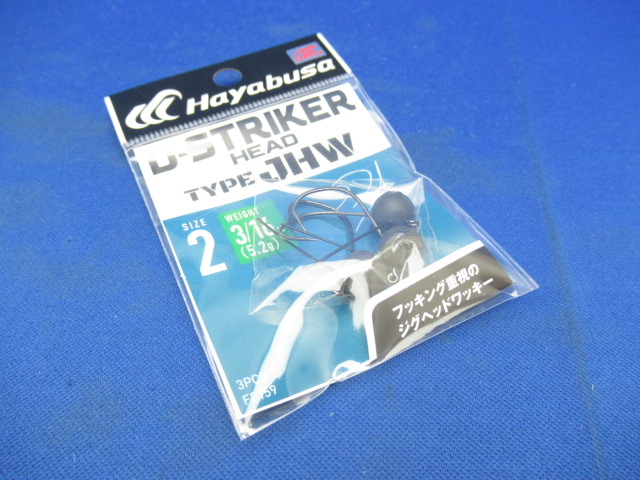 Hayabusa
D-STRIKER
HEAD
TYPE JHW
SIZE
2
WEIGHT
3/16
(5.2g)
フッキング重視の
ジグヘッドワッキー